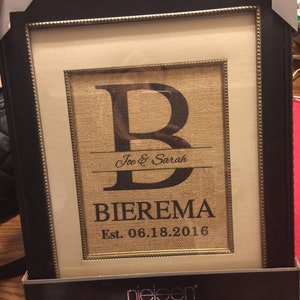 B
Joe & Sarah
BIEREMA
Est. 06.18.2016
nielsen